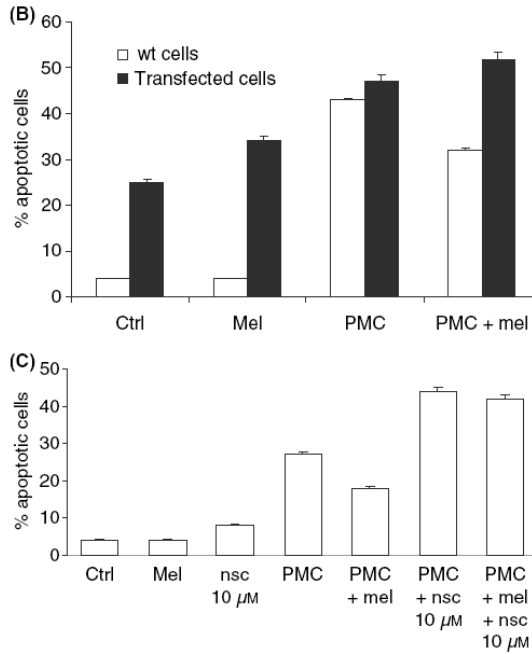 (B)
wt cells
Transfected cells
% apoptotic cells
60
50
40
30
20
10
0
Ctrl Mel PMC PMC + mel
(C)
% apoptotic cells
50
40
30
20
10
0
Ctrl Mel nsc PMC PMC PMC PMC
10 µM + mel + nsc + mel
10 µM + nsc
10 µM